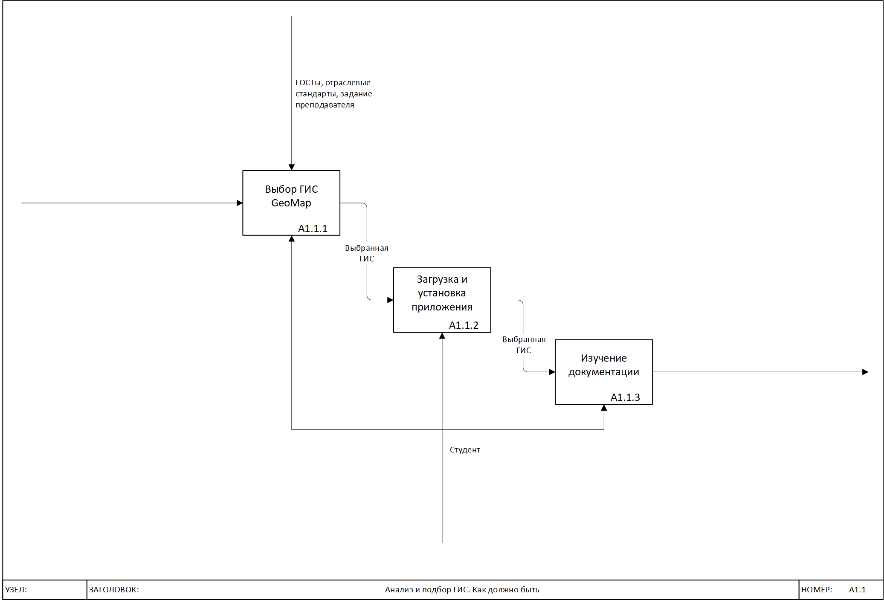 ГОСТы, отраслевые
стандарты, задание
преподавателя
Выбор ГИС
GeoMap
А1.1.1
Выбранная
ГИС
Загрузка и
установка
приложения
А1.1.2
Выбранная
ГИС
Изучение
документации
А1.1.3
Студент
УЗЕЛ:
ЗАГОЛОВОК:
Анализ и подбор ГИС. Как должно быть
НОМЕР:
А1.1